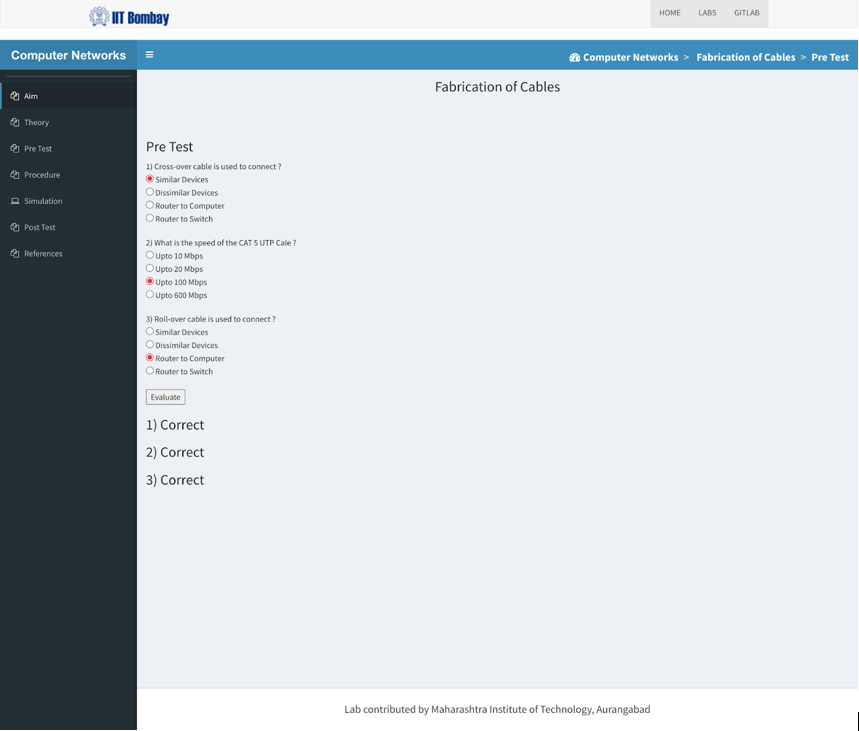 IIT Bombay
HOME LABS GITLAB
Computer Networks
Computer Networks > Fabrication of Cables > Pre Test
Aim
Theory
Pre Test
Procedure
Simulation
Post Test
References
Fabrication of Cables
Pre Test
1) Cross-over cable is used to connect ?
Similar Devices
Dissimilar Devices
Router to Computer
Router to Switch
2) What is the speed of the CAT 5 UTP Cale ?
Upto 10 Mbps
Upto 20 Mbps
Upto 100 Mbps
Upto 600 Mbps
3) Roll-over cable is used to connect ?
Similar Devices
Dissimilar Devices
Router to Computer
Router to Switch
Evaluate
1) Correct
2) Correct
3) Correct
Lab contributed by Maharashtra Institute of Technology, Aurangabad